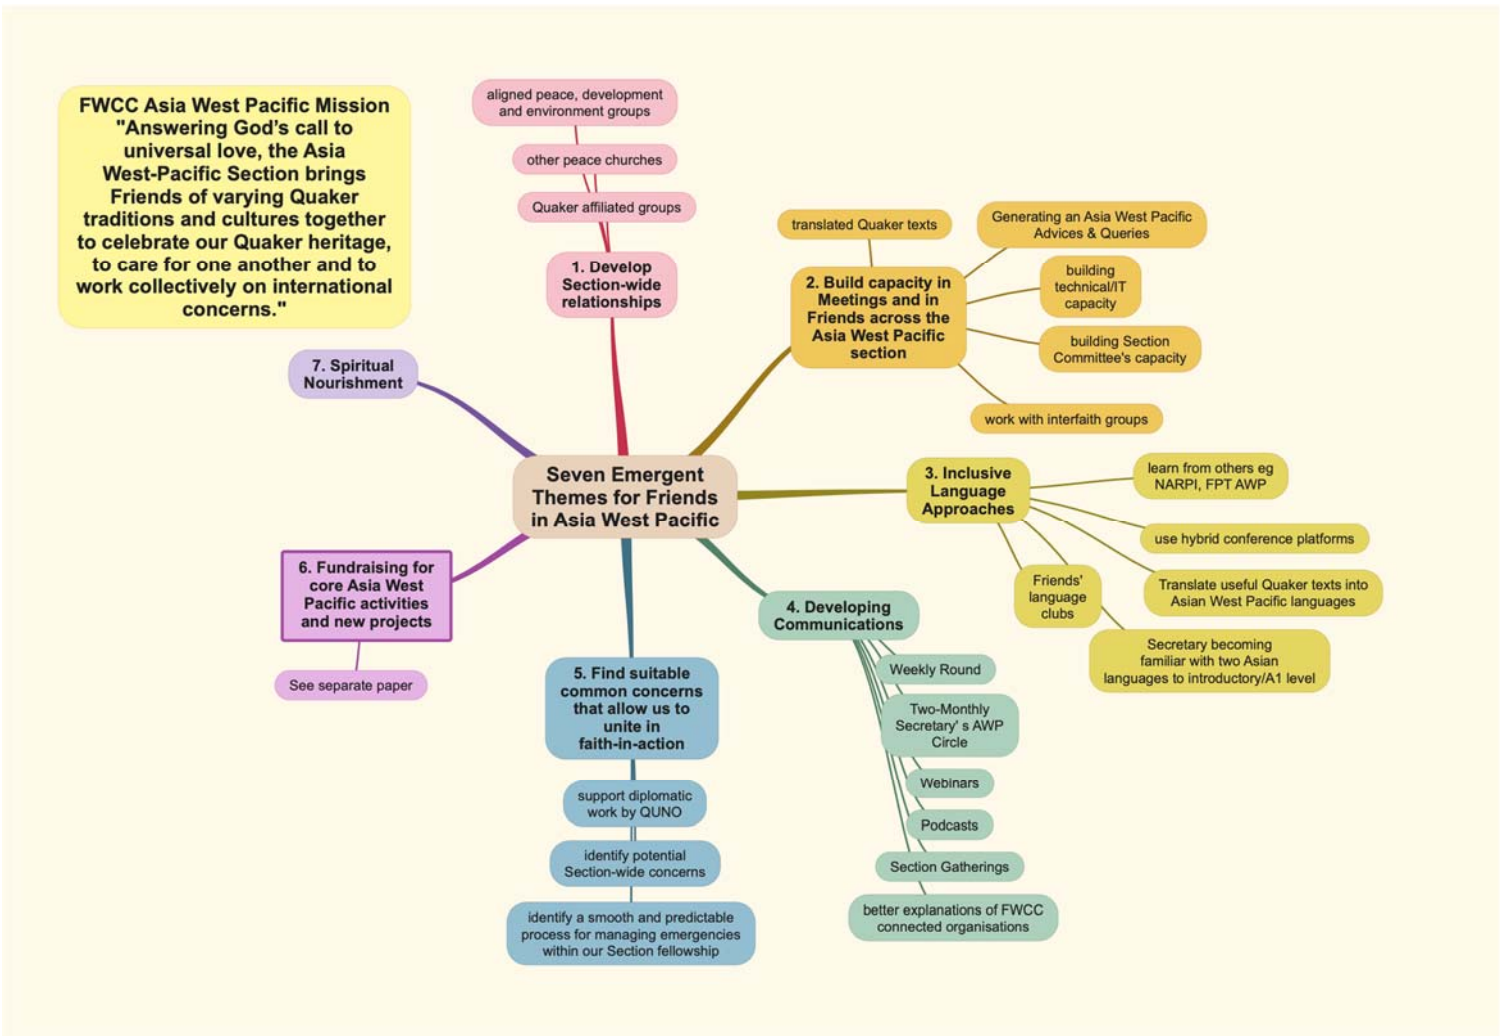 FWCC Asia West Pacific Mission
"Answering God's call to
universal love, the Asia
West-Pacific Section brings
Friends of varying Quaker
traditions and cultures together
to celebrate our Quaker heritage,
to care for one another and to
work collectively on international
concerns."
Seven Emergent
Themes for Friends
in Asia West Pacific
1. Develop
Section-wide
relationships
aligned peace, development
and environment groups
other peace churches
Quaker affiliated groups
2. Build capacity in
Meetings and in
Friends across the
Asia West Pacific
section
translated Quaker texts
Generating an Asia West Pacific
Advices & Queries
building
technical/IT
capacity
building Section
Committee's capacity
work with interfaith groups
3. Inclusive
Language
Approaches
learn from others eg
NARPI, FPT AWP
use hybrid conference platforms
Translate useful Quaker texts into
Asian West Pacific languages
Friends'
language
clubs
Secretary becoming
familiar with two Asian
languages to introductory/A1 level
4. Developing
Communications
Weekly Round
Two-Monthly
Secretary' s AWP
Circle
Webinars
Podcasts
Section Gatherings
better explanations of FWCC
connected organisations
5. Find suitable
common concerns
that allow us to
unite in
faith-in-action
support diplomatic
work by QUNO
identify potential
Section-wide concerns
identify a smooth and predictable
process for managing emergencies
within our Section fellowship
6. Fundraising for
core Asia West
Pacific activities
and new projects
See separate paper
7. Spiritual
Nourishment